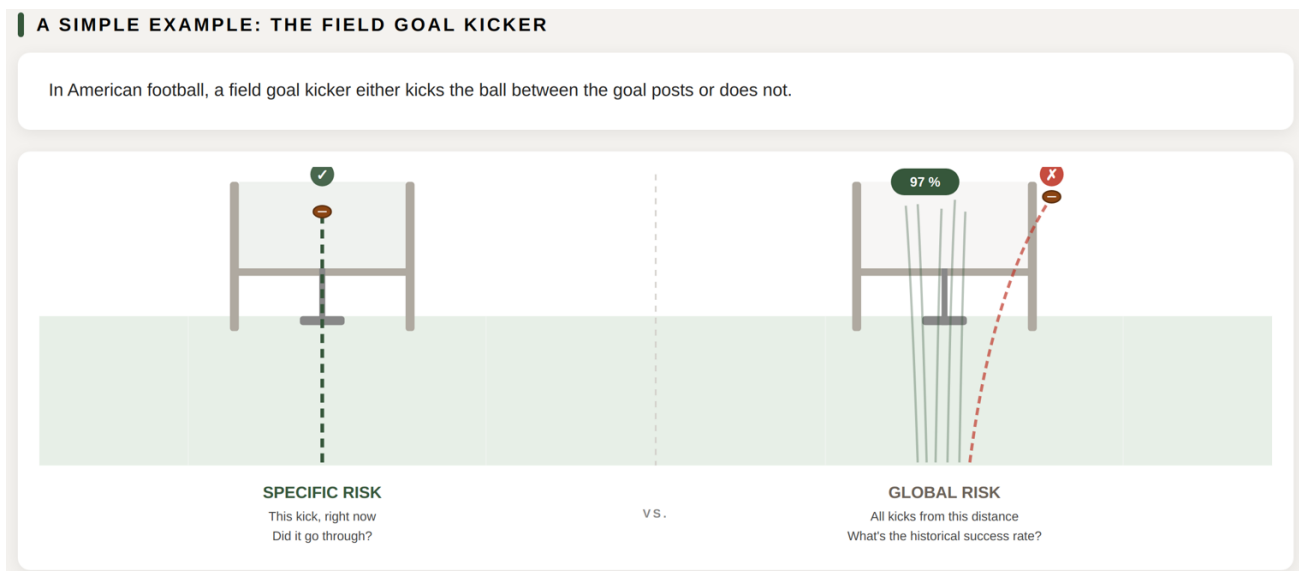 A SIMPLE EXAMPLE: THE FIELD GOAL KICKER
In American football, a field goal kicker either kicks the ball between the goal posts or does not.
✓
97 %
✗
SPECIFIC RISK
This kick, right now
Did it go through?
VS.
GLOBAL RISK
All kicks from this distance
What's the historical success rate?